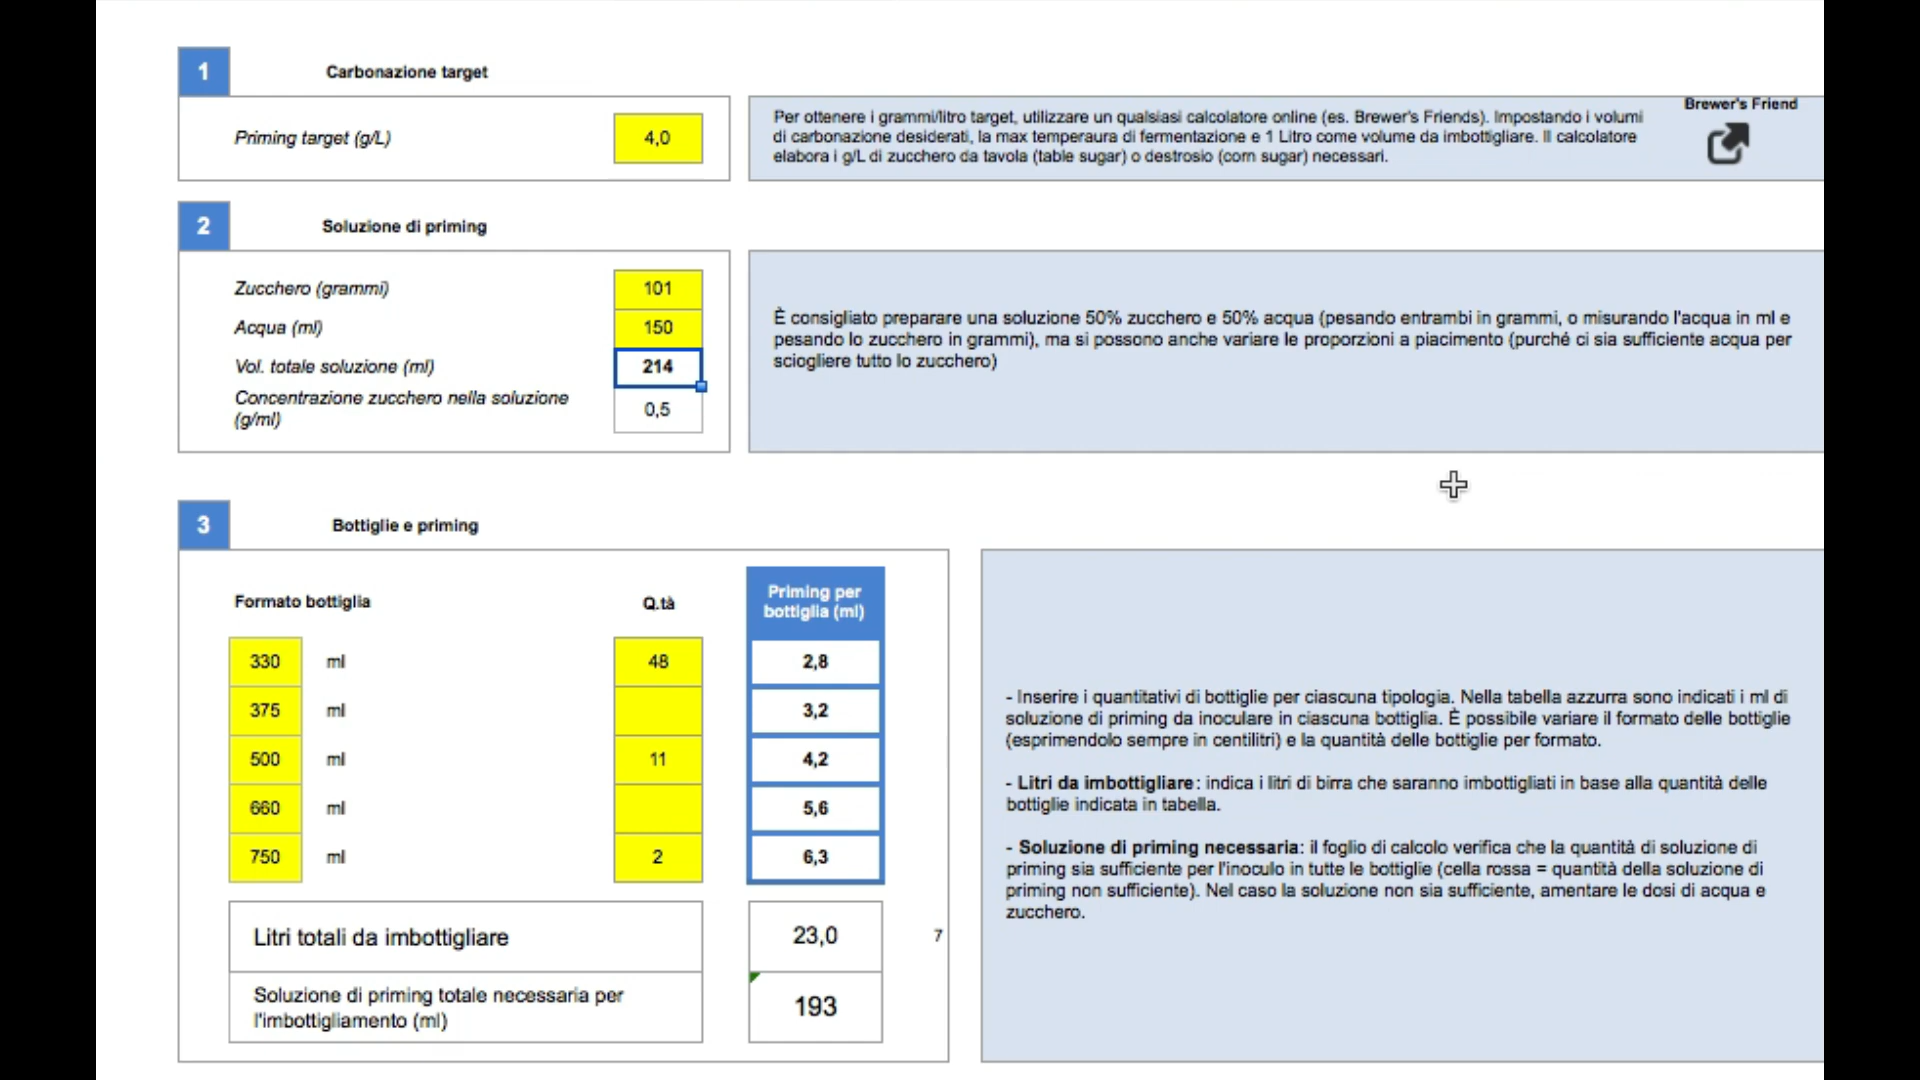 1
Carbonazione target
Priming target (g/L)
4,0
Per ottenere i grammi/litro target, utilizzare un qualsiasi calcolatore online (es. Brewer's Friends). Impostando i volumi
di carbonazione desiderati, la max temperaura di fermentazione e 1 Litro come volume da imbottigliare. Il calcolatore
elabora i g/L di zucchero da tavola (table sugar) o destrosio (corn sugar) necessari.
Brewer's Friend
2
Soluzione di priming
Zucchero (grammi)
101
Acqua (ml)
150
Vol. totale soluzione (ml)
214
Concentrazione zucchero nella soluzione
(g/ml)
0,5
È consigliato preparare una soluzione 50% zucchero e 50% acqua (pesando entrambi in grammi, o misurando l'acqua in ml e
pesando lo zucchero in grammi), ma si possono anche variare le proporzioni a piacimento (purché ci sia sufficiente acqua per
sciogliere tutto lo zucchero)
3
Bottiglie e priming
Formato bottiglia
Q.tà
Priming per
bottiglia (ml)
330 ml 48 2,8
375 ml 3,2
500 ml 11 4,2
660 ml 5,6
750 ml 2 6,3
Litri totali da imbottigliare
23,0
7
Soluzione di priming totale necessaria per
l'imbottigliamento (ml)
193
- Inserire i quantitativi di bottiglie per ciascuna tipologia. Nella tabella azzurra sono indicati i ml di
soluzione di priming da inoculare in ciascuna bottiglia. È possibile variare il formato delle bottiglie
(esprimendolo sempre in centilitri) e la quantità delle bottiglie per formato.
- Litri da imbottigliare: indica i litri di birra che saranno imbottigliati in base alla quantità delle
bottiglie indicata in tabella.
- Soluzione di priming necessaria: il foglio di calcolo verifica che la quantità di soluzione di
priming sia sufficiente per l'inoculo in tutte le bottiglie (cella rossa = quantità della soluzione di
priming non sufficiente). Nel caso la soluzione non sia sufficiente, amentare le dosi di acqua e
zucchero.